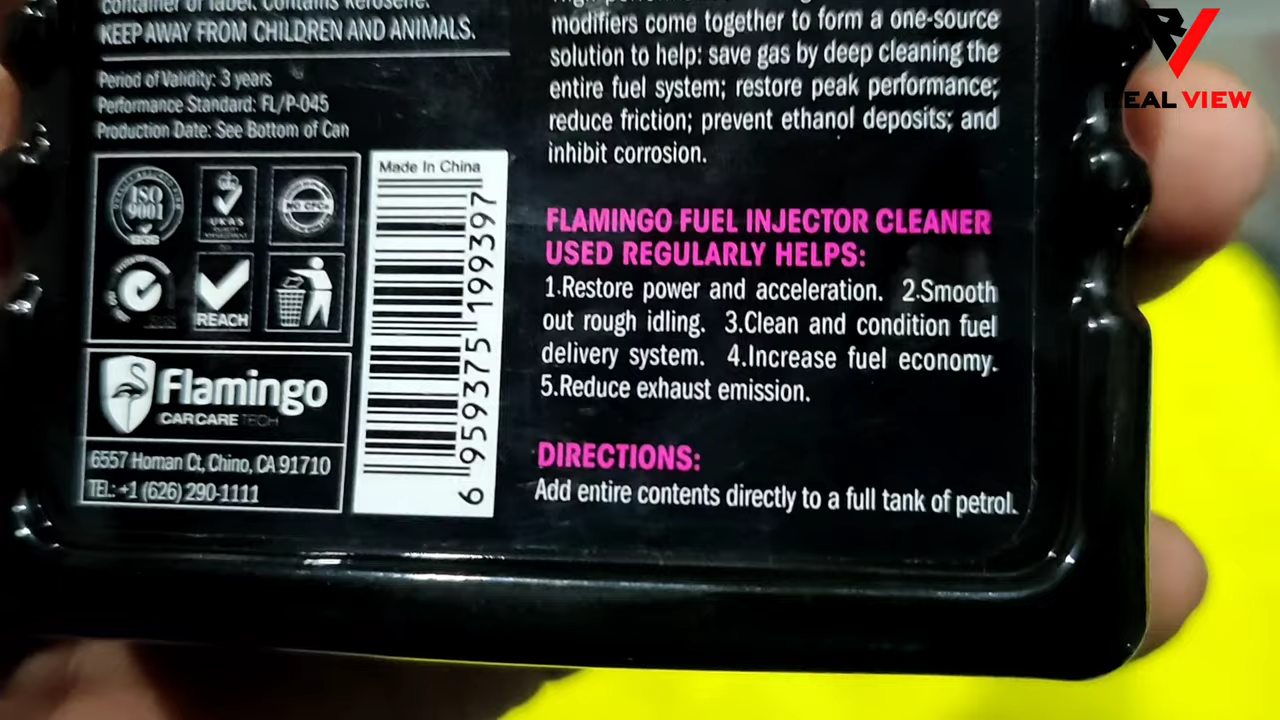 container or label. Contains kerosene.
KEEP AWAY FROM CHILDREN AND ANIMALS.
Period of Validity: 3 years
Performance Standard: FL/P-045
Production Date: See Bottom of Can
ISO
9001
UKAS
REACH
Made In China
6 959375 199397
Flamingo
CAR CARE TECH
6557 Homan Ct, Chino, CA 91710
TEL: +1 (626) 290-1111
modifiers come together to form a one-source
solution to help: save gas by deep cleaning the
entire fuel system; restore peak performance;
reduce friction; prevent ethanol deposits; and
inhibit corrosion.
FLAMINGO FUEL INJECTOR CLEANER
USED REGULARLY HELPS:
1.Restore power and acceleration. 2.Smooth
out rough idling. 3.Clean and condition fuel
delivery system. 4.Increase fuel economy.
5.Reduce exhaust emission.
DIRECTIONS:
Add entire contents directly to a full tank of petrol.
REAL VIEW